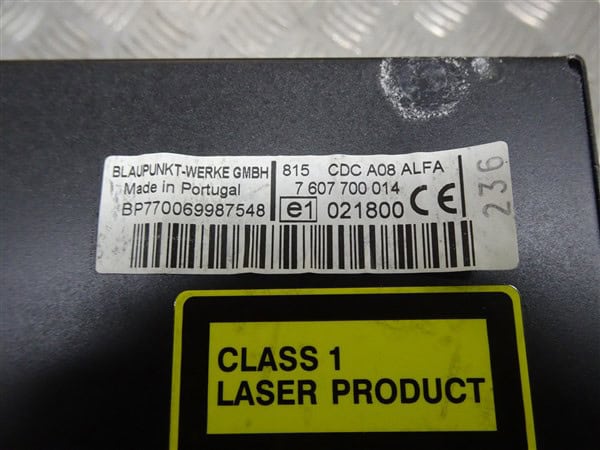 BLAUPUNKT-WERKE GMBH 815 CDC A08 ALFA
Made in Portugal 7 607 700 014
BP770069987548 e1 021800 CE
236
CLASS 1
LASER PRODUCT